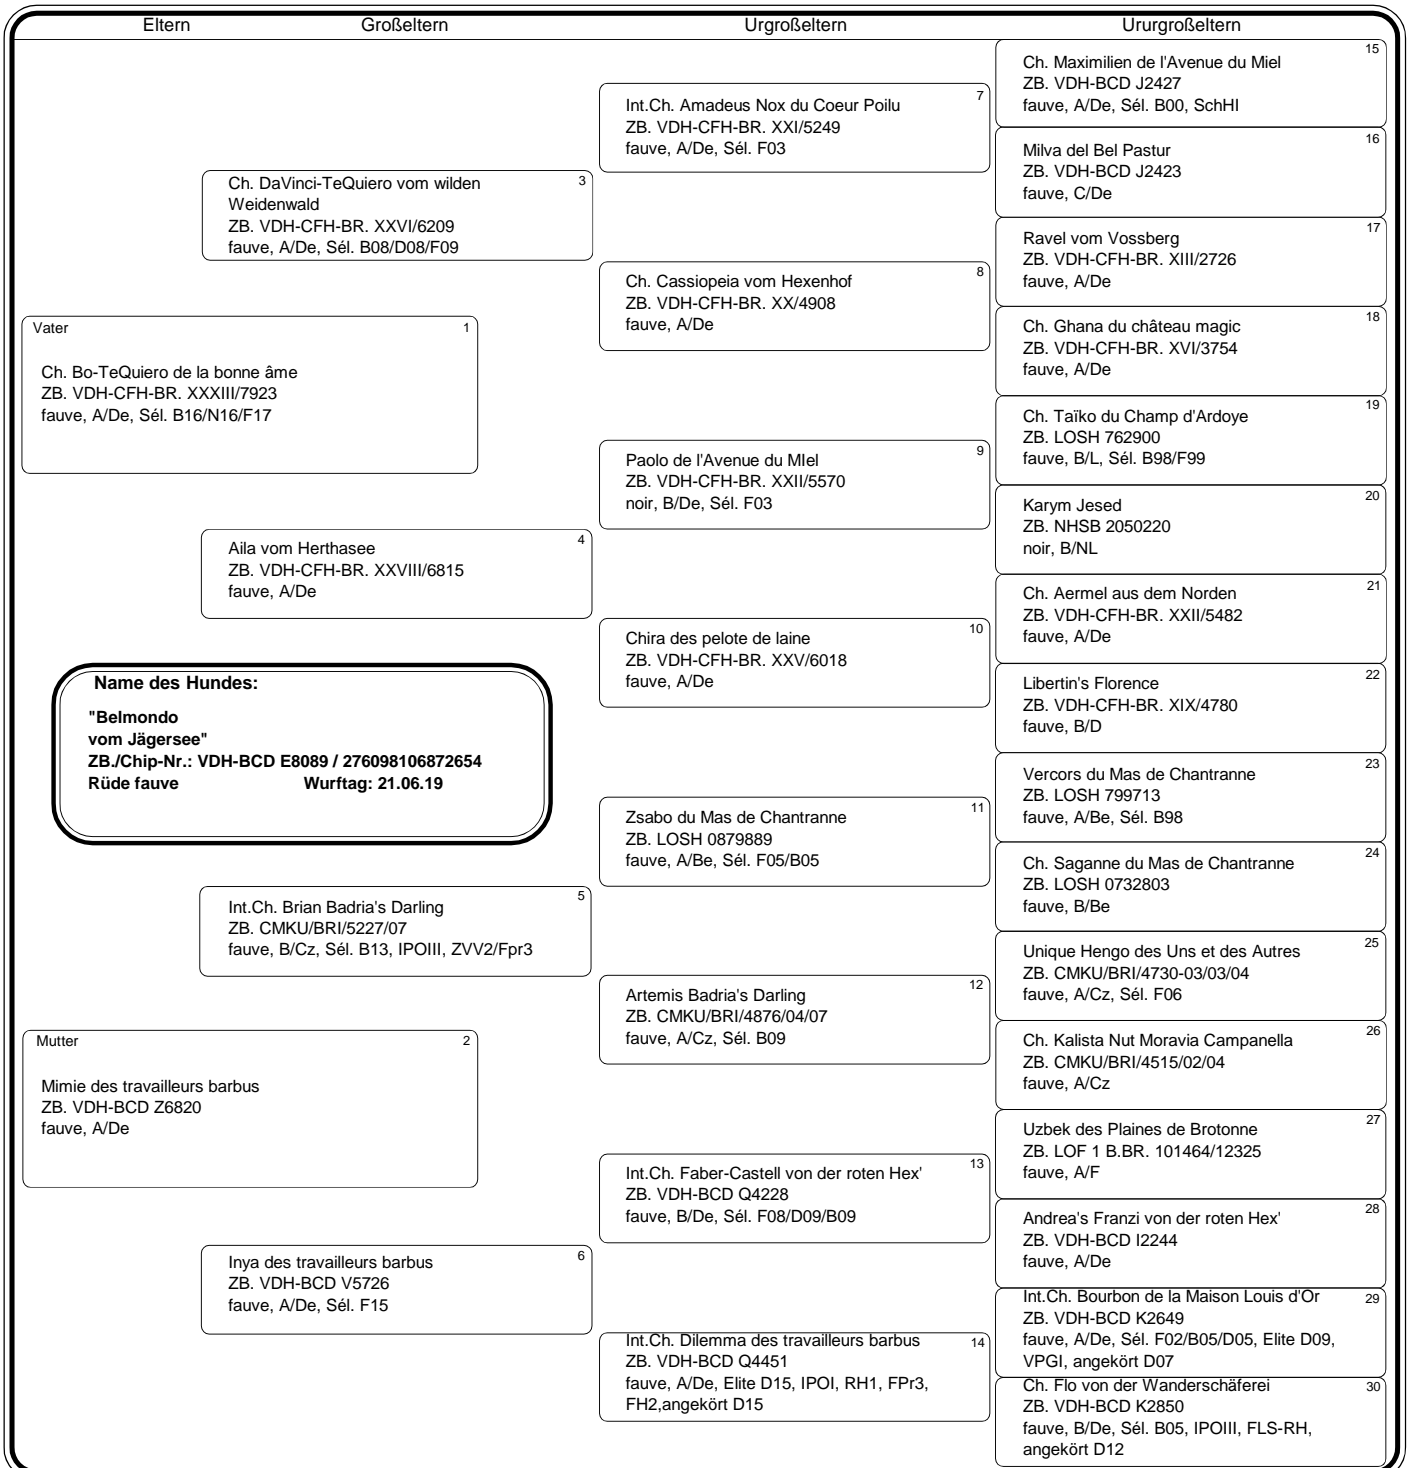 Eltern Großeltern Urgroßeltern Ururgroßeltern
Vater 1
Ch. Bo-TeQuiero de la bonne âme
ZB. VDH-CFH-BR. XXXIII/7923
fauve, A/De, Sél. B16/N16/F17
Name des Hundes:
"Belmondo
vom Jägersee"
ZB./Chip-Nr.: VDH-BCD E8089 / 276098106872654
Rüde fauve Wurftag: 21.06.19
Mutter 2
Mimie des travailleurs barbus
ZB. VDH-BCD Z6820
fauve, A/De
3
Ch. DaVinci-TeQuiero vom wilden
Weidenwald
ZB. VDH-CFH-BR. XXVI/6209
fauve, A/De, Sél. B08/D08/F09
4
Aila vom Herthasee
ZB. VDH-CFH-BR. XXVIII/6815
fauve, A/De
5
Int.Ch. Brian Badria's Darling
ZB. CMKU/BRI/5227/07
fauve, B/Cz, Sél. B13, IPOIII, ZVV2/Fpr3
6
Inya des travailleurs barbus
ZB. VDH-BCD V5726
fauve, A/De, Sél. F15
7
Int.Ch. Amadeus Nox du Coeur Poilu
ZB. VDH-CFH-BR. XXI/5249
fauve, A/De, Sél. F03
8
Ch. Cassiopeia vom Hexenhof
ZB. VDH-CFH-BR. XX/4908
fauve, A/De
9
Paolo de l'Avenue du MIel
ZB. VDH-CFH-BR. XXII/5570
noir, B/De, Sél. F03
10
Chira des pelote de laine
ZB. VDH-CFH-BR. XXV/6018
fauve, A/De
11
Zsabo du Mas de Chantranne
ZB. LOSH 0879889
fauve, A/Be, Sél. F05/B05
12
Artemis Badria's Darling
ZB. CMKU/BRI/4876/04/07
fauve, A/Cz, Sél. B09
13
Int.Ch. Faber-Castell von der roten Hex'
ZB. VDH-BCD Q4228
fauve, B/De, Sél. F08/D09/B09
Int.Ch. Dilemma des travailleurs barbus 14
ZB. VDH-BCD Q4451
fauve, A/De, Elite D15, IPOI, RH1, FPr3,
FH2,angekört D15
15
Ch. Maximilien de l'Avenue du Miel
ZB. VDH-BCD J2427
fauve, A/De, Sél. B00, SchHI
16
Milva del Bel Pastur
ZB. VDH-BCD J2423
fauve, C/De
17
Ravel vom Vossberg
ZB. VDH-CFH-BR. XIII/2726
fauve, A/De
18
Ch. Ghana du château magic
ZB. VDH-CFH-BR. XVI/3754
fauve, A/De
19
Ch. Taïko du Champ d'Ardoye
ZB. LOSH 762900
fauve, B/L, Sél. B98/F99
20
Karym Jesed
ZB. NHSB 2050220
noir, B/NL
21
Ch. Aermel aus dem Norden
ZB. VDH-CFH-BR. XXII/5482
fauve, A/De
22
Libertin's Florence
ZB. VDH-CFH-BR. XIX/4780
fauve, B/D
23
Vercors du Mas de Chantranne
ZB. LOSH 799713
fauve, A/Be, Sél. B98
24
Ch. Saganne du Mas de Chantranne
ZB. LOSH 0732803
fauve, B/Be
25
Unique Hengo des Uns et des Autres
ZB. CMKU/BRI/4730-03/03/04
fauve, A/Cz, Sél. F06
26
Ch. Kalista Nut Moravia Campanella
ZB. CMKU/BRI/4515/02/04
fauve, A/Cz
27
Uzbek des Plaines de Brotonne
ZB. LOF 1 B.BR. 101464/12325
fauve, A/F
28
Andrea's Franzi von der roten Hex'
ZB. VDH-BCD I2244
fauve, A/De
Int.Ch. Bourbon de la Maison Louis d'Or 29
ZB. VDH-BCD K2649
fauve, A/De, Sél. F02/B05/D05, Elite D09,
VPGI, angekört D07
Ch. Flo von der Wanderschäferei 30
ZB. VDH-BCD K2850
fauve, B/De, Sél. B05, IPOIII, FLS-RH,
angekört D12